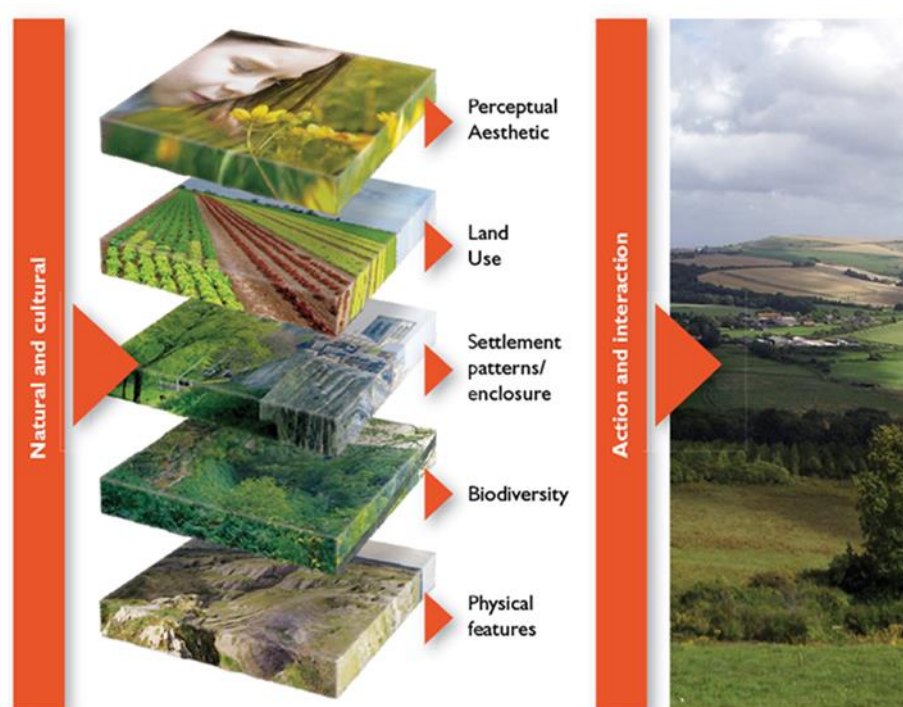 Natural and cultural
Perceptual
Aesthetic
Land
Use
Settlement
patterns/
enclosure
Biodiversity
Physical
features
Action and interaction